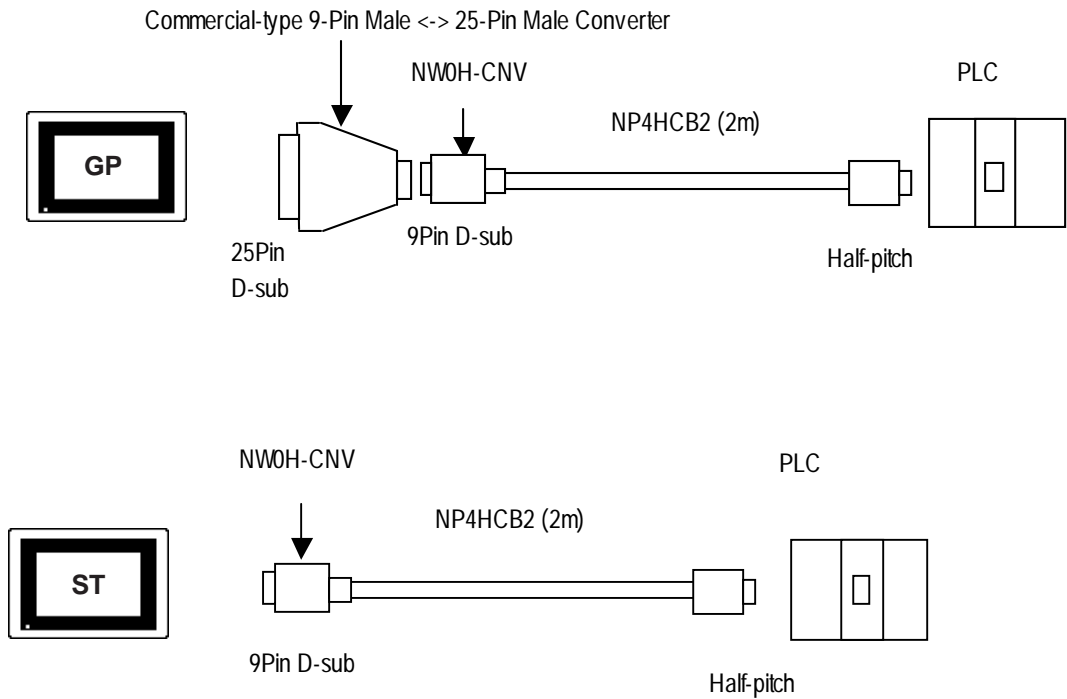 Commercial-type 9-Pin Male <-> 25-Pin Male Converter
NW0H-CNV
PLC
NP4HCB2 (2m)
GP
9Pin D-sub
25Pin
D-sub
Half-pitch
NW0H-CNV
PLC
NP4HCB2 (2m)
ST
9Pin D-sub
Half-pitch